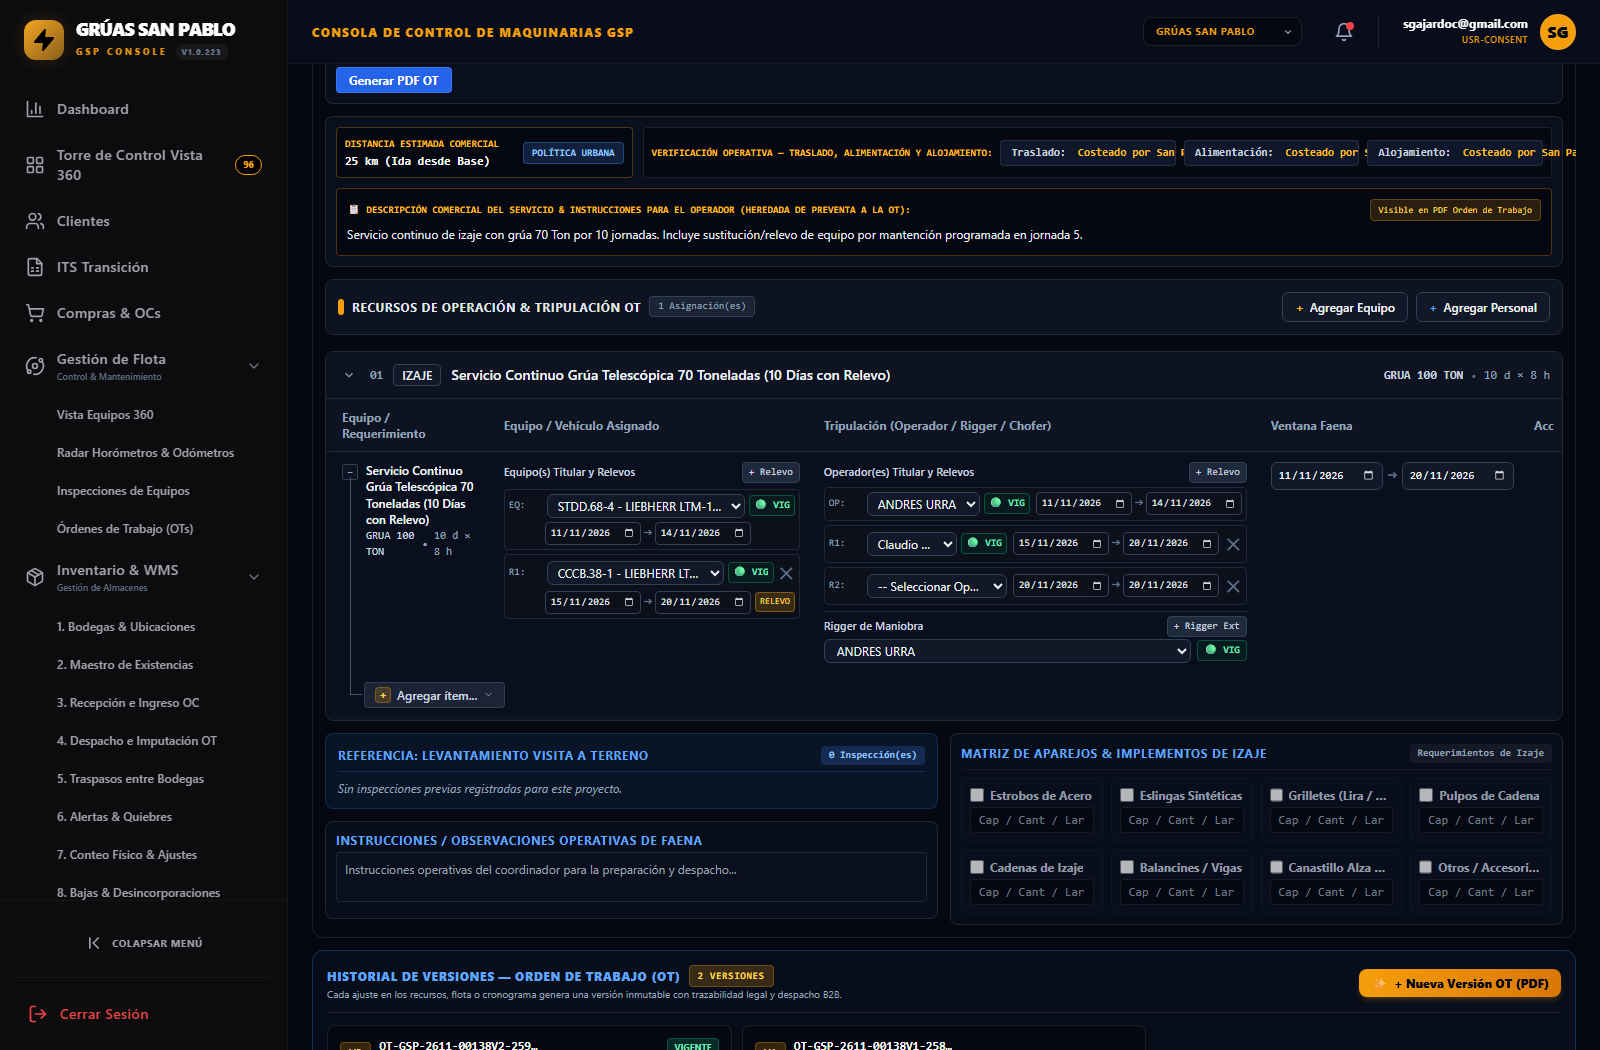 GRÚAS SAN PABLO
GSP CONSOLE V1.0.223
Dashboard
Torre de Control Vista 360
96
Clientes
ITS Transición
Compras & OCs
Gestión de Flota
Control & Mantenimiento
Vista Equipos 360
Radar Horómetros & Odómetros
Inspecciones de Equipos
Órdenes de Trabajo (OTs)
Inventario & WMS
Gestión de Almacenes
1. Bodegas & Ubicaciones
2. Maestro de Existencias
3. Recepción e Ingreso OC
4. Despacho e Imputación OT
5. Traspasos entre Bodegas
6. Alertas & Quiebres
7. Conteo Físico & Ajustes
8. Bajas & Desincorporaciones
COLAPSAR MENÚ
Cerrar Sesión
CONSOLA DE CONTROL DE MAQUINARIAS GSP
GRÚAS SAN PABLO
sgajardoc@gmail.com
USR-CONSENT
SG
Generar PDF OT
DISTANCIA ESTIMADA COMERCIAL
25 km (Ida desde Base)
POLÍTICA URBANA
VERIFICACIÓN OPERATIVA — TRASLADO, ALIMENTACIÓN Y ALOJAMIENTO:
Traslado: Costeado por San P
Alimentación: Costeado por S
Alojamiento: Costeado por San Pa
DESCRIPCIÓN COMERCIAL DEL SERVICIO & INSTRUCCIONES PARA EL OPERADOR (HEREDADA DE PREVENTA A LA OT):
Visible en PDF Orden de Trabajo
Servicio continuo de izaje con grúa 70 Ton por 10 jornadas. Incluye sustitución/relevo de equipo por mantención programada en jornada 5.
RECURSOS DE OPERACIÓN & TRIPULACIÓN OT
1 Asignación(es)
+ Agregar Equipo
+ Agregar Personal
01 IZAJE Servicio Continuo Grúa Telescópica 70 Toneladas (10 Días con Relevo)
GRUA 100 TON • 10 d × 8 h
Equipo / Requerimiento
Equipo / Vehículo Asignado
Tripulación (Operador / Rigger / Chofer)
Ventana Faena
Acc
Servicio Continuo
Grúa Telescópica 70
Toneladas (10 Días
con Relevo)
GRUA 100 TON • 10 d × 8 h
Equipo(s) Titular y Relevos
+ Relevo
EQ: STDD.68-4 - LIEBHERR LTM-1... VIG
11/11/2026 → 14/11/2026
R1: CCCB.38-1 - LIEBHERR LT... VIG
15/11/2026 → 20/11/2026 RELEVO
Operador(es) Titular y Relevos
+ Relevo
OP: ANDRES URRA VIG 11/11/2026 → 14/11/2026
R1: Claudio ... VIG 15/11/2026 → 20/11/2026
R2: -- Seleccionar Op... 20/11/2026 → 20/11/2026
Rigger de Maniobra
+ Rigger Ext
ANDRES URRA VIG
11/11/2026 → 20/11/2026
+ Agregar ítem...
REFERENCIA: LEVANTAMIENTO VISITA A TERRENO
0 Inspección(es)
Sin inspecciones previas registradas para este proyecto.
INSTRUCCIONES / OBSERVACIONES OPERATIVAS DE FAENA
Instrucciones operativas del coordinador para la preparación y despacho...
MATRIZ DE APAREJOS & IMPLEMENTOS DE IZAJE
Requerimientos de Izaje
Estrobos de Acero
Cap / Cant / Lar
Eslingas Sintéticas
Cap / Cant / Lar
Grilletes (Lira / ...
Cap / Cant / Lar
Pulpos de Cadena
Cap / Cant / Lar
Cadenas de Izaje
Cap / Cant / Lar
Balancines / Vigas
Cap / Cant / Lar
Canastillo Alza ...
Cap / Cant / Lar
Otros / Accesori...
Cap / Cant / Lar
HISTORIAL DE VERSIONES — ORDEN DE TRABAJO (OT)
2 VERSIONES
Cada ajuste en los recursos, flota o cronograma genera una versión inmutable con trazabilidad legal y despacho B2B.
+ Nueva Versión OT (PDF)
OT-GSP-2611-00138V2-259...
VIGENTE
OT-GSP-2611-00138V1-258...